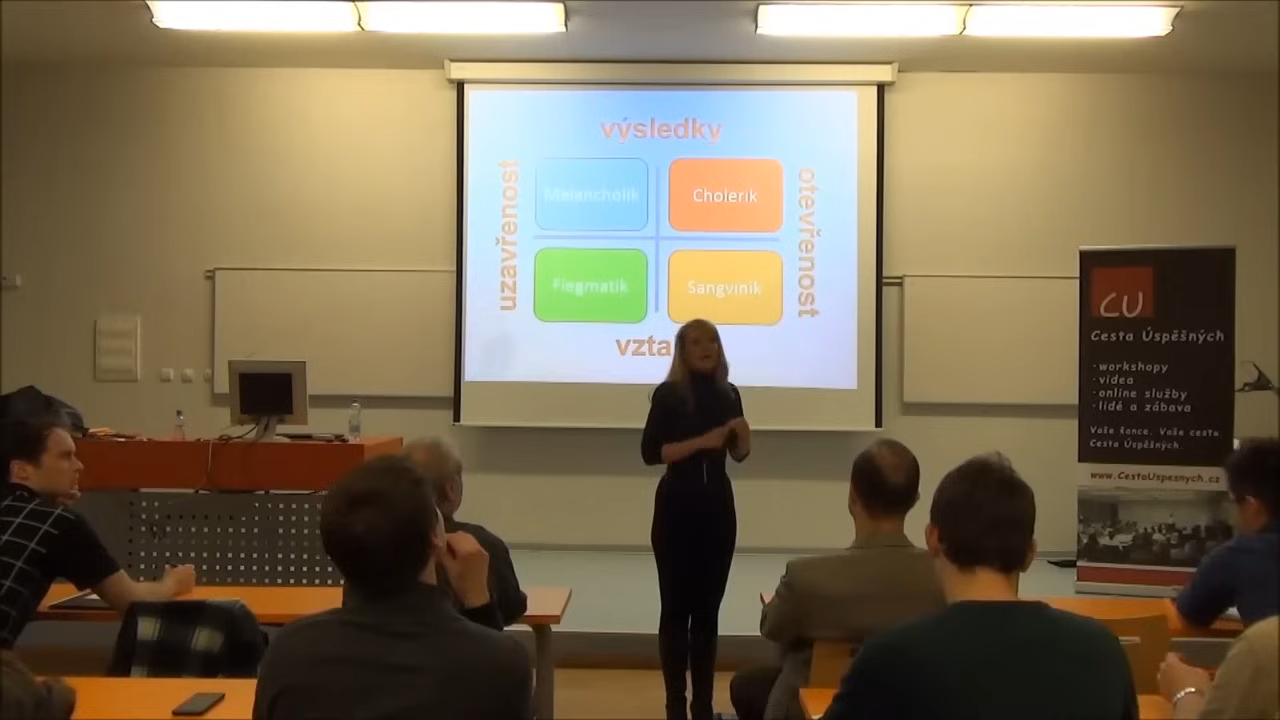 výsledky
uzavřenost
Melancholik
Cholerik
otevřenost
Flegmatik
Sangvinik
vzta
CU
Cesta Úspěšných
· workshopy
· videa
· online služby
· lidé a zábava
Vaše šance. Vaše cesta.
Cesta Úspěšných.
www.CestaUspesnych.cz